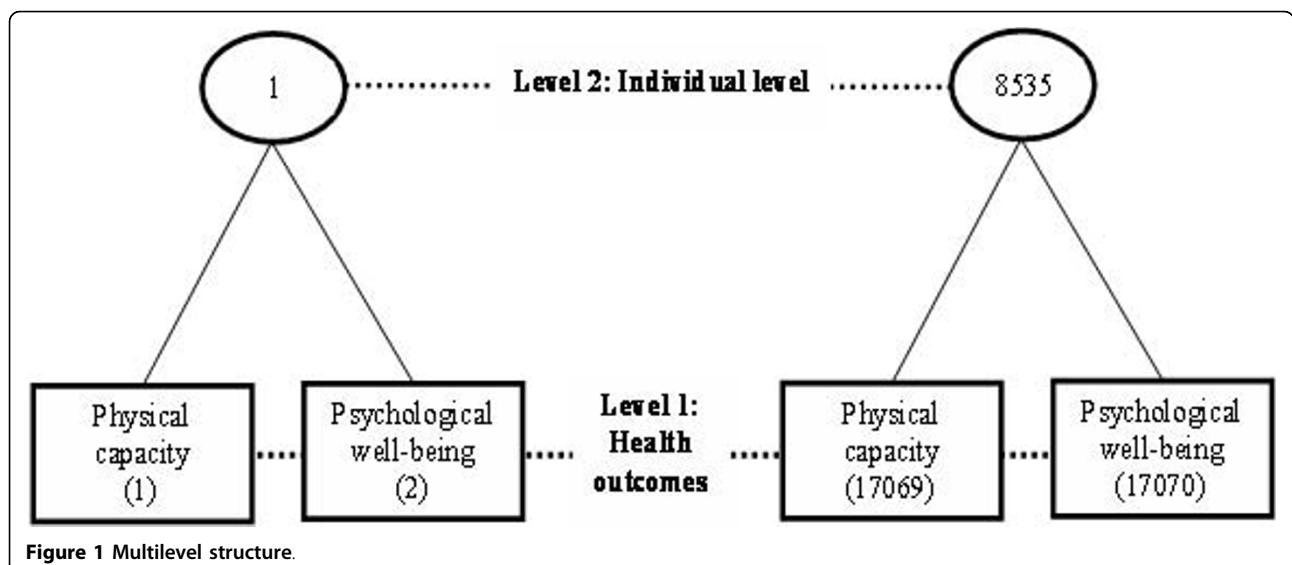 1
Level 2: Individual level
8535
Physical
capacity
(1)
Psychological
well-being
(2)
Level 1:
Health
outcomes
Physical
capacity
(17069)
Psychological
well-being
(17070)
Figure 1 Multilevel structure.